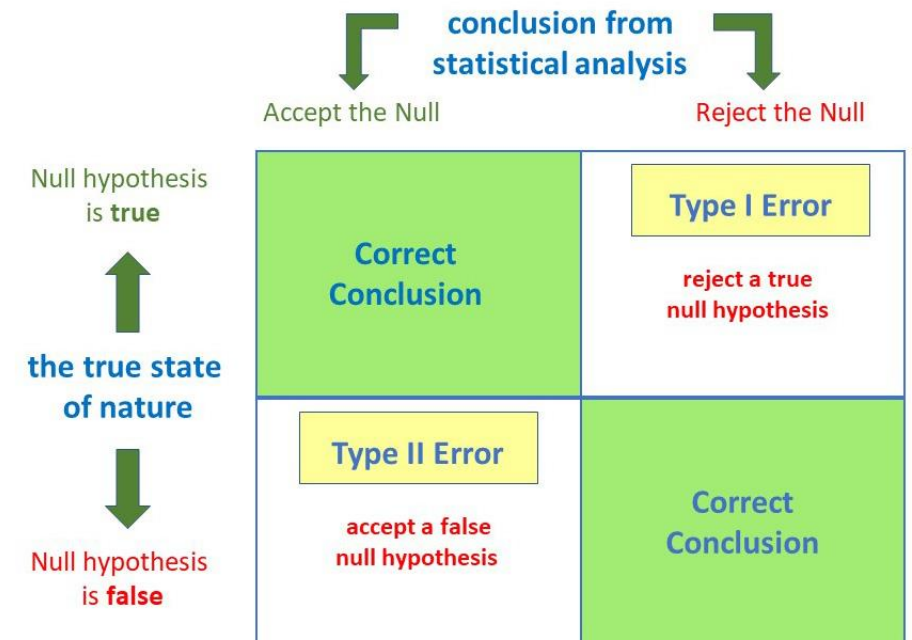 conclusion from
statistical analysis
Accept the Null
Reject the Null
Null hypothesis
is true
Correct
Conclusion
Type I Error
reject a true
null hypothesis
the true state
of nature
Type II Error
accept a false
null hypothesis
Correct
Conclusion
Null hypothesis
is false